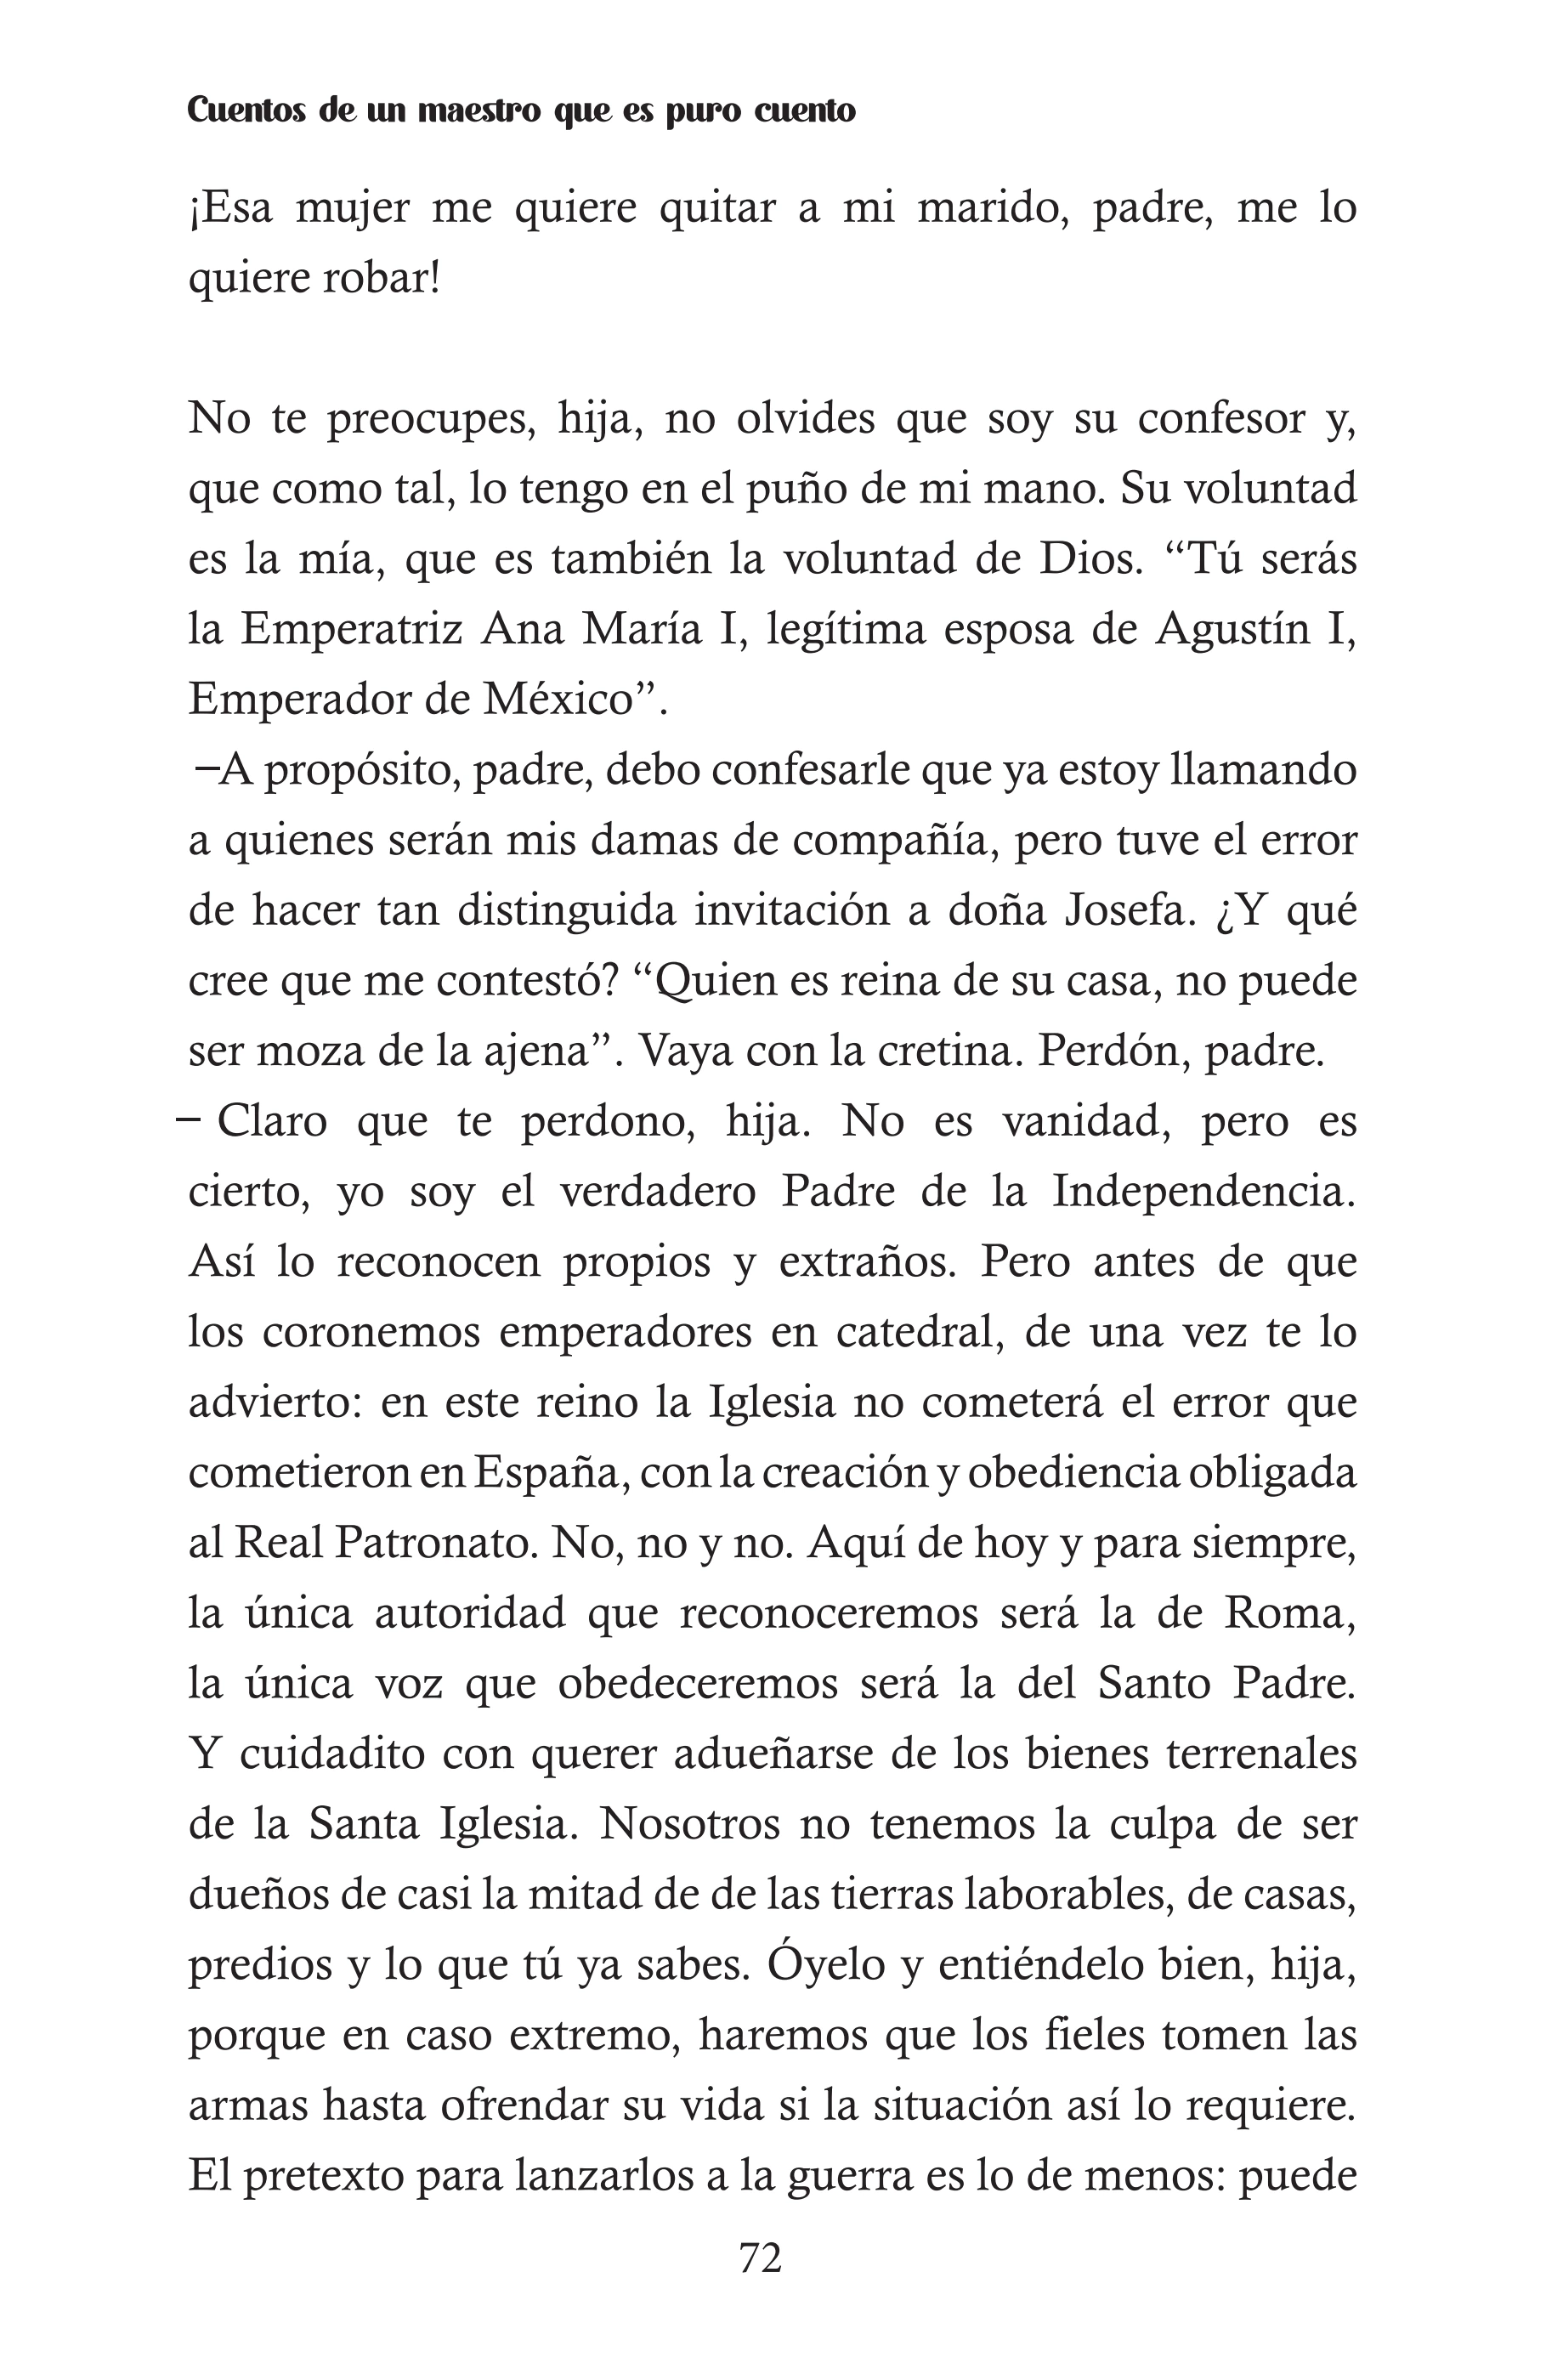 Cuentos de un maestro que es puro cuento
¡Esa mujer me quiere quitar a mi marido, padre, me lo
quiere robar!
No te preocupes, hija, no olvides que soy su confesor y,
que como tal, lo tengo en el puño de mi mano. Su voluntad
es la mía, que es también la voluntad de Dios. “Tú serás
la Emperatriz Ana María I, legítima esposa de Agustín I,
Emperador de México”.
–A propósito, padre, debo confesarle que ya estoy llamando
a quienes serán mis damas de compañía, pero tuve el error
de hacer tan distinguida invitación a doña Josefa. ¿Y qué
cree que me contestó? “Quien es reina de su casa, no puede
ser moza de la ajena”. Vaya con la cretina. Perdón, padre.
– Claro que te perdono, hija. No es vanidad, pero es
cierto, yo soy el verdadero Padre de la Independencia.
Así lo reconocen propios y extraños. Pero antes de que
los coronemos emperadores en catedral, de una vez te lo
advierto: en este reino la Iglesia no cometerá el error que
cometieron en España, con la creación y obediencia obligada
al Real Patronato. No, no y no. Aquí de hoy y para siempre,
la única autoridad que reconoceremos será la de Roma,
la única voz que obedeceremos será la del Santo Padre.
Y cuidadito con querer adueñarse de los bienes terrenales
de la Santa Iglesia. Nosotros no tenemos la culpa de ser
dueños de casi la mitad de de las tierras laborables, de casas,
predios y lo que tú ya sabes. Óyelo y entiéndelo bien, hija,
porque en caso extremo, haremos que los fieles tomen las
armas hasta ofrendar su vida si la situación así lo requiere.
El pretexto para lanzarlos a la guerra es lo de menos: puede
72